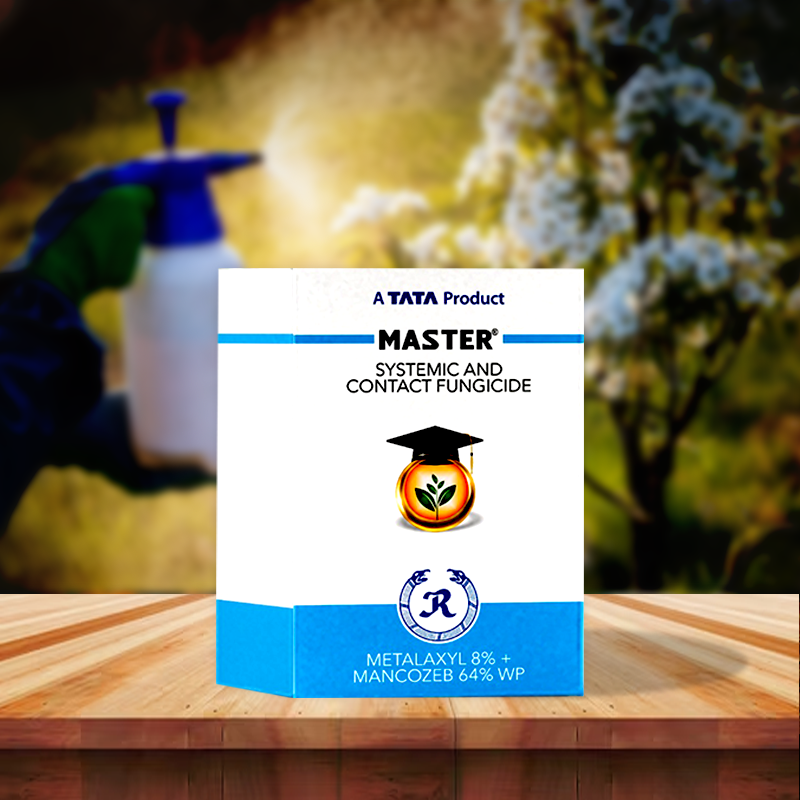 A TATA Product
MASTER®
SYSTEMIC AND
CONTACT FUNGICIDE
R
METALAXYL 8% +
MANCOZEB 64% WP